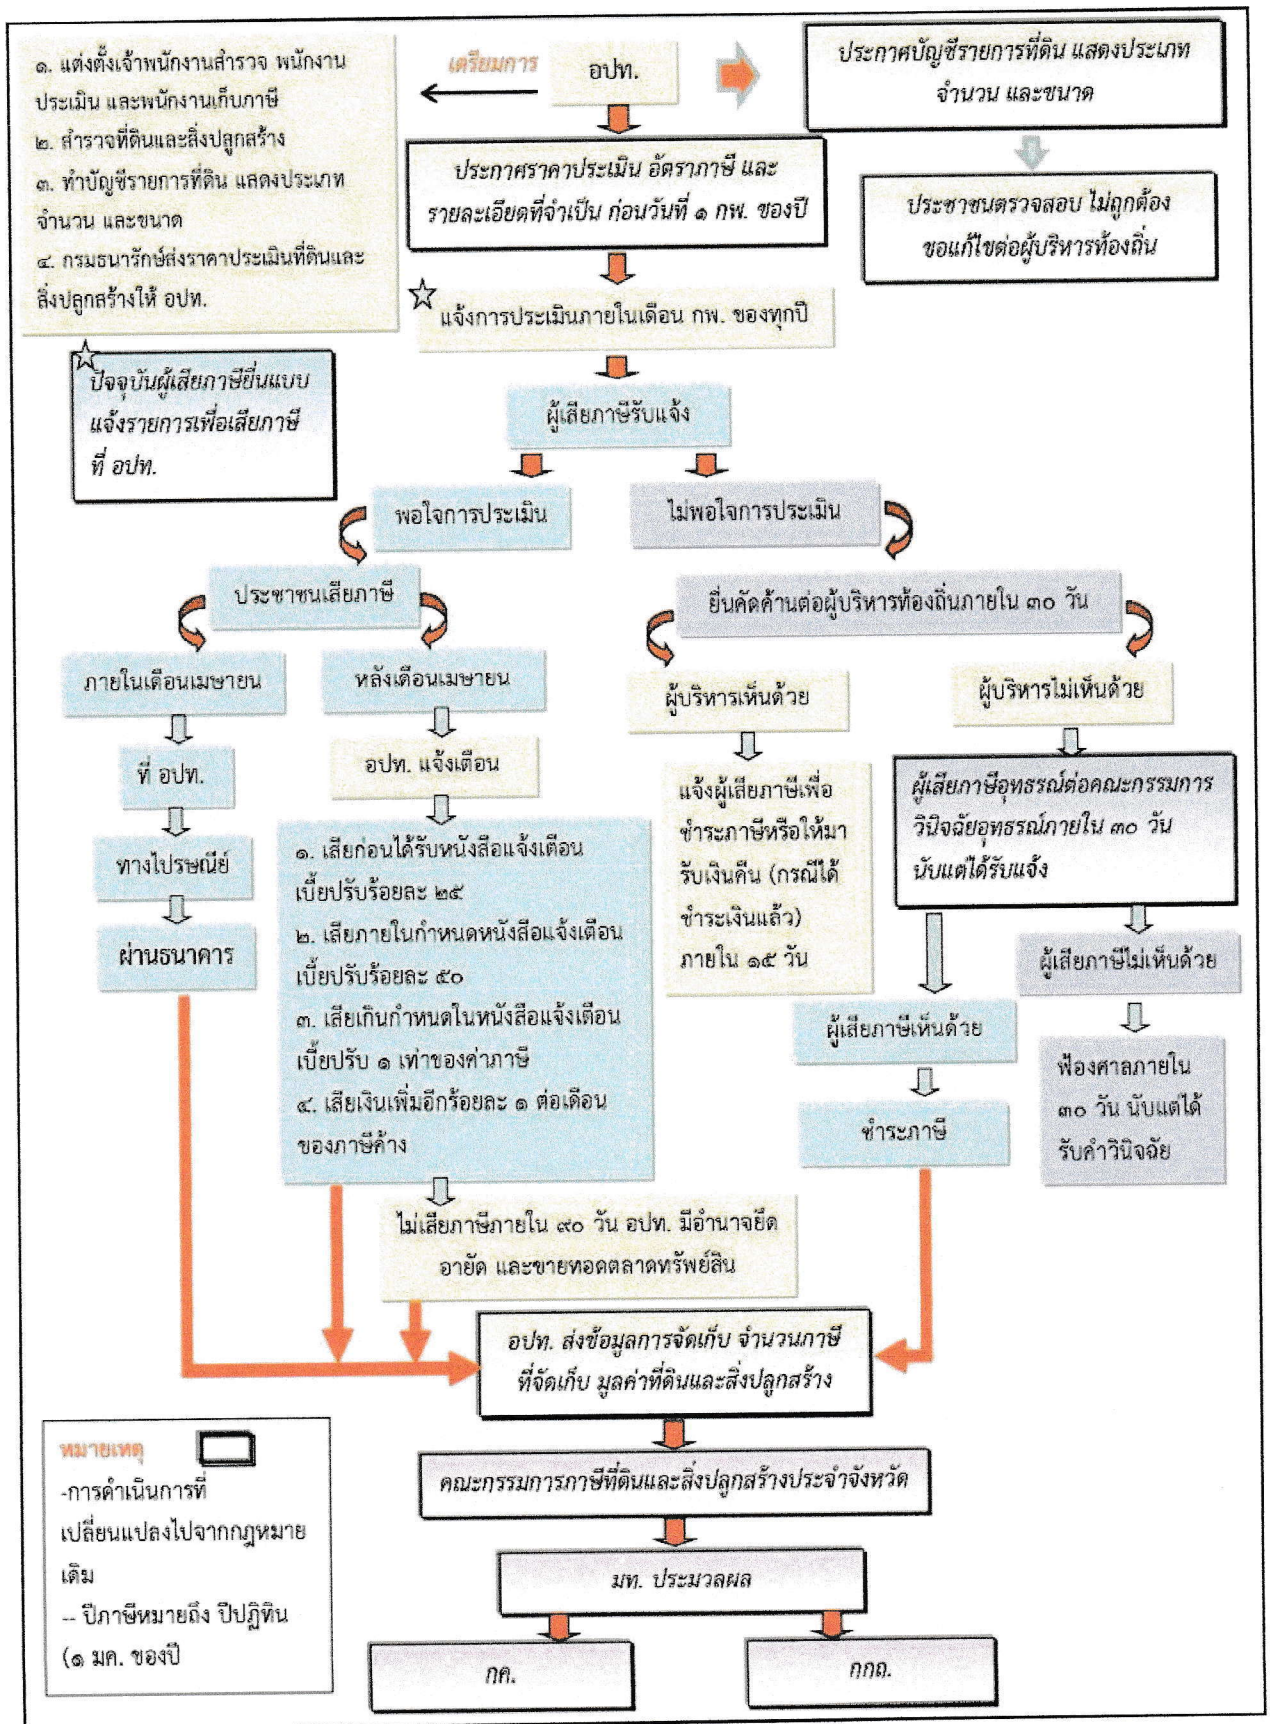 ๑. แต่งตั้งเจ้าพนักงานสำรวจ พนักงาน
ประเมิน และพนักงานเก็บภาษี
๒. สำรวจที่ดินและสิ่งปลูกสร้าง
๓. ทำบัญชีรายการที่ดิน แสดงประเภท
จำนวน และขนาด
๔. กรมธนารักษ์ส่งราคาประเมินที่ดินและ
สิ่งปลูกสร้างให้ อปท.
เตรียมการ
อปท.
ประกาศบัญชีรายการที่ดิน แสดงประเภท
จำนวน และขนาด
ประกาศราคาประเมิน อัตราภาษี และ
รายละเอียดที่จำเป็น ก่อนวันที่ ๑ กพ. ของปี
ประชาชนตรวจสอบ ไม่ถูกต้อง
ขอแก้ไขต่อผู้บริหารท้องถิ่น
แจ้งการประเมินภายในเดือน กพ. ของทุกปี
ปัจจุบันผู้เสียภาษียื่นแบบ
แจ้งรายการเพื่อเสียภาษี
ที่ อปท.
ผู้เสียภาษีรับแจ้ง
พอใจการประเมิน
ไม่พอใจการประเมิน
ประชาชนเสียภาษี
ยื่นคัดค้านต่อผู้บริหารท้องถิ่นภายใน ๓๐ วัน
ภายในเดือนเมษายน
หลังเดือนเมษายน
ผู้บริหารเห็นด้วย
ผู้บริหารไม่เห็นด้วย
ที่ อปท.
ทางไปรษณีย์
ผ่านธนาคาร
อปท. แจ้งเตือน
๑. เสียก่อนได้รับหนังสือแจ้งเตือน
เบี้ยปรับร้อยละ ๒๕
๒. เสียภายในกำหนดหนังสือแจ้งเตือน
เบี้ยปรับร้อยละ ๕๐
๓. เสียเกินกำหนดในหนังสือแจ้งเตือน
เบี้ยปรับ ๑ เท่าของค่าภาษี
๔. เสียเงินเพิ่มอีกร้อยละ ๑ ต่อเดือน
ของภาษีค้าง
แจ้งผู้เสียภาษีเพื่อ
ชำระภาษีหรือให้มา
รับเงินคืน (กรณีได้
ชำระเงินแล้ว)
ภายใน ๑๕ วัน
ผู้เสียภาษีอุทธรณ์ต่อคณะกรรมการ
วินิจฉัยอุทธรณ์ภายใน ๓๐ วัน
นับแต่ได้รับแจ้ง
ผู้เสียภาษีไม่เห็นด้วย
ผู้เสียภาษีเห็นด้วย
ฟ้องศาลภายใน
๓๐ วัน นับแต่ได้
รับคำวินิจฉัย
ชำระภาษี
ไม่เสียภาษีภายใน ๙๐ วัน อปท. มีอำนาจยึด
อายัด และขายทอดตลาดทรัพย์สิน
อปท. ส่งข้อมูลการจัดเก็บ จำนวนภาษี
ที่จัดเก็บ มูลค่าที่ดินและสิ่งปลูกสร้าง
คณะกรรมการภาษีที่ดินและสิ่งปลูกสร้างประจำจังหวัด
มท. ประมวลผล
กค.
กกถ.
หมายเหตุ
-การดำเนินการที่
เปลี่ยนแปลงไปจากกฎหมาย
เดิม
-- ปีภาษีหมายถึง ปีปฏิทิน
(๑ มค. ของปี